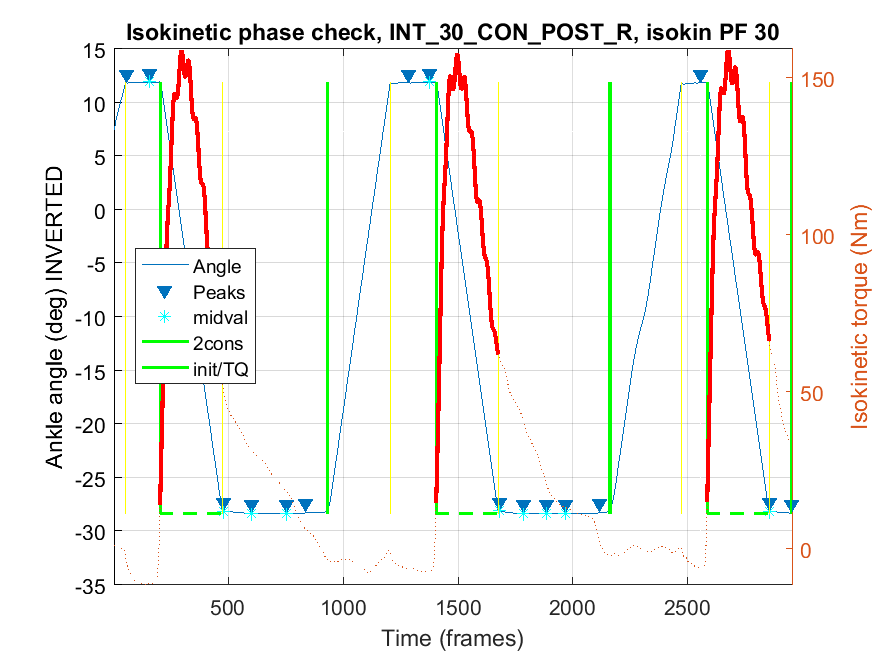 Isokinetic phase check, INT_30_CON_POST_R, isokin PF 30
Ankle angle (deg) INVERTED
15
10
5
0
-5
-10
-15
-20
-25
-30
-35
Angle
Peaks
midval
2cons
init/TQ
150
100
50
0
Isokinetic torque (Nm)
500
1000
1500
2000
2500
Time (frames)